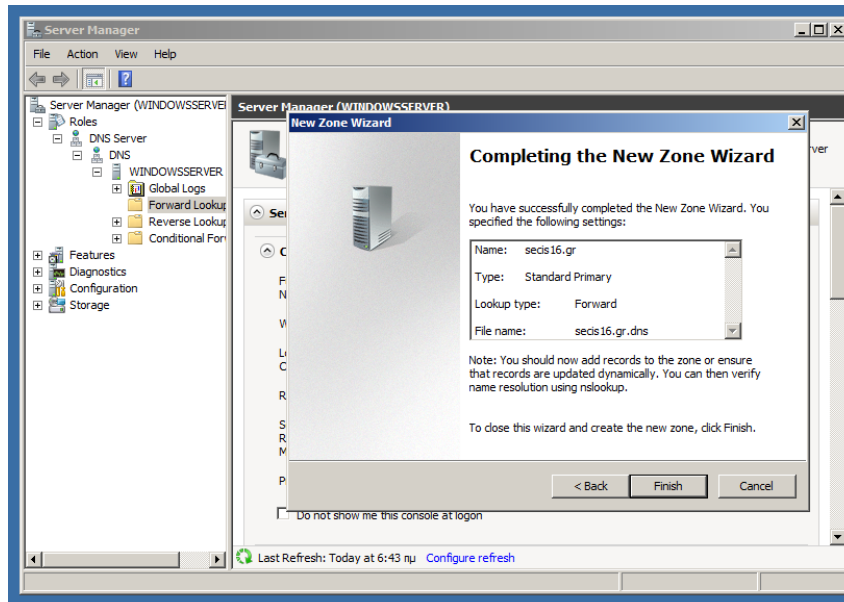 Server Manager
File Action View Help
Server Manager (WINDOWSSERVE
Roles
DNS Server
DNS
WINDOWSSERVER
Global Logs
Forward Lookup
Reverse Lookup
Conditional For
Features
Diagnostics
Configuration
Storage
Server Manager (WINDOWSSERVER)
New Zone Wizard
Completing the New Zone Wizard
You have successfully completed the New Zone Wizard. You
specified the following settings:
Name: secis16.gr
Type: Standard Primary
Lookup type: Forward
File name: secis16.gr.dns
Note: You should now add records to the zone or ensure
that records are updated dynamically. You can then verify
name resolution using nslookup.
To close this wizard and create the new zone, click Finish.
< Back Finish Cancel
Do not show me this console at logon
Last Refresh: Today at 6:43 πμ Configure refresh